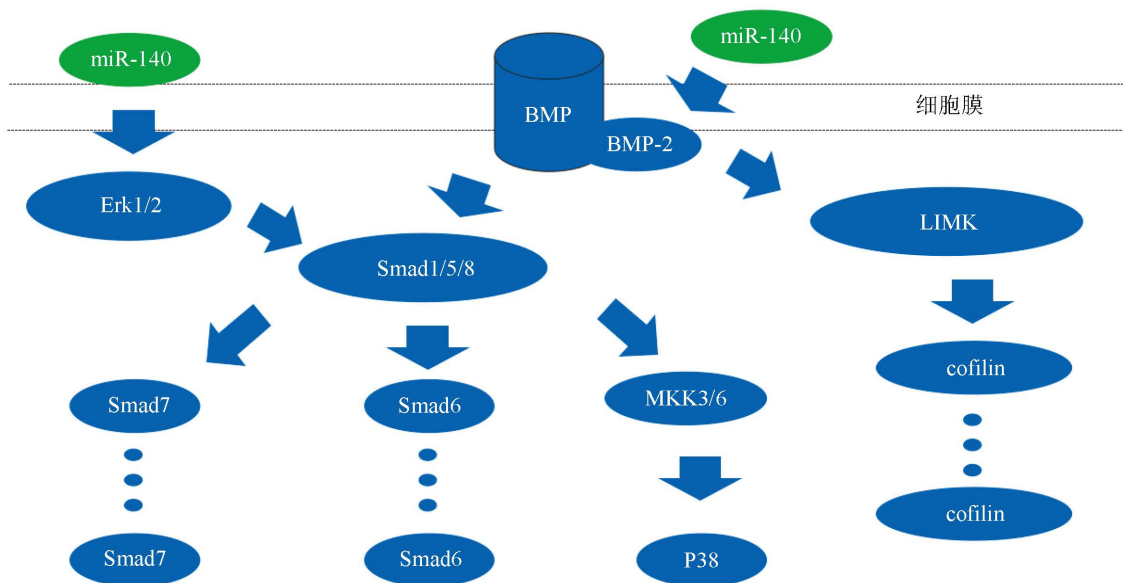 miR-140
miR-140
BMP
细胞膜
BMP-2
Erk1/2
LIMK
Smad1/5/8
cofilin
Smad7
Smad6
MKK3/6
cofilin
Smad7
Smad6
P38